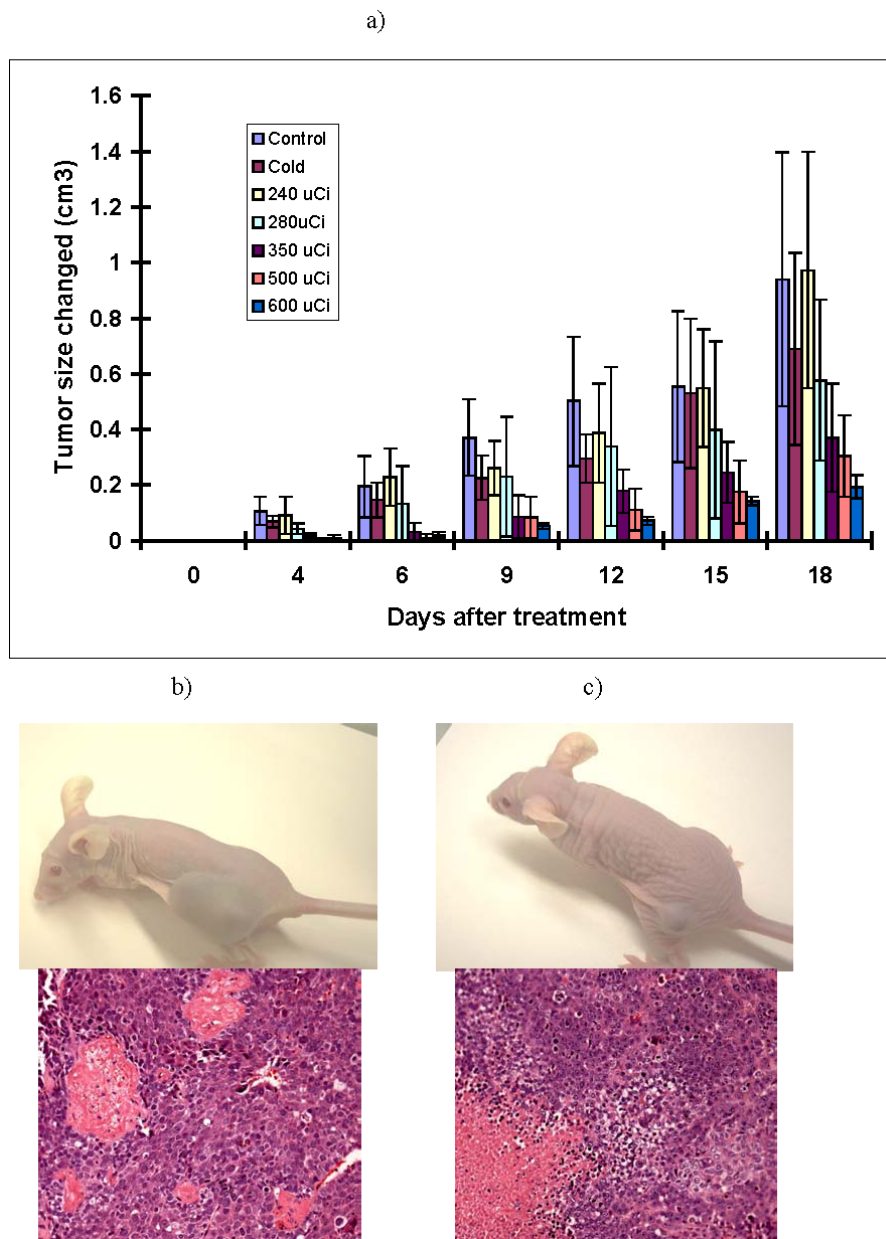 a)
1.6
1.4
1.2
1
0.8
0.6
0.4
0.2
0
Tumor size changed (cm3)
Control
Cold
240 uCi
280uCi
350 uCi
500 uCi
600 uCi
0 4 6 9 12 15 18
Days after treatment
b) c)